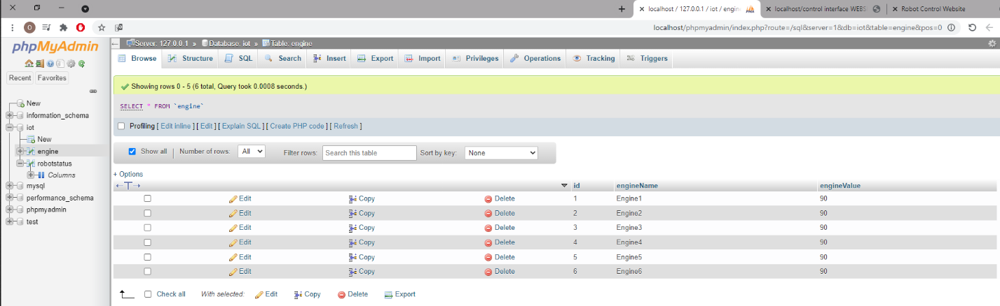 localhost / 127.0.0.1 / iot / engine
localhost/control interface WEBS
Robot Control Website
O
localhost/phpmyadmin/index.php?route=/sql&server=1&db=iot&table=engine&pos=0
phpMyAdmin
Recent Favorites
New
information_schema
iot
New
engine
robotstatus
Columns
mysql
performance_schema
phpmyadmin
test
Server: 127.0.0.1 » Database: iot » Table: engine
Browse Structure SQL Search Insert Export Import Privileges Operations Tracking Triggers
Showing rows 0 - 5 (6 total, Query took 0.0008 seconds.)
SELECT * FROM `engine`
Profiling [ Edit inline ] [ Edit ] [ Explain SQL ] [ Create PHP code ] [ Refresh ]
Show all | Number of rows: All Filter rows: Search this table Sort by key: None
+ Options
←T→ id engineName engineValue
Edit Copy Delete 1 Engine1 90
Edit Copy Delete 2 Engine2 90
Edit Copy Delete 3 Engine3 90
Edit Copy Delete 4 Engine4 90
Edit Copy Delete 5 Engine5 90
Edit Copy Delete 6 Engine6 90
Check all With selected: Edit Copy Delete Export